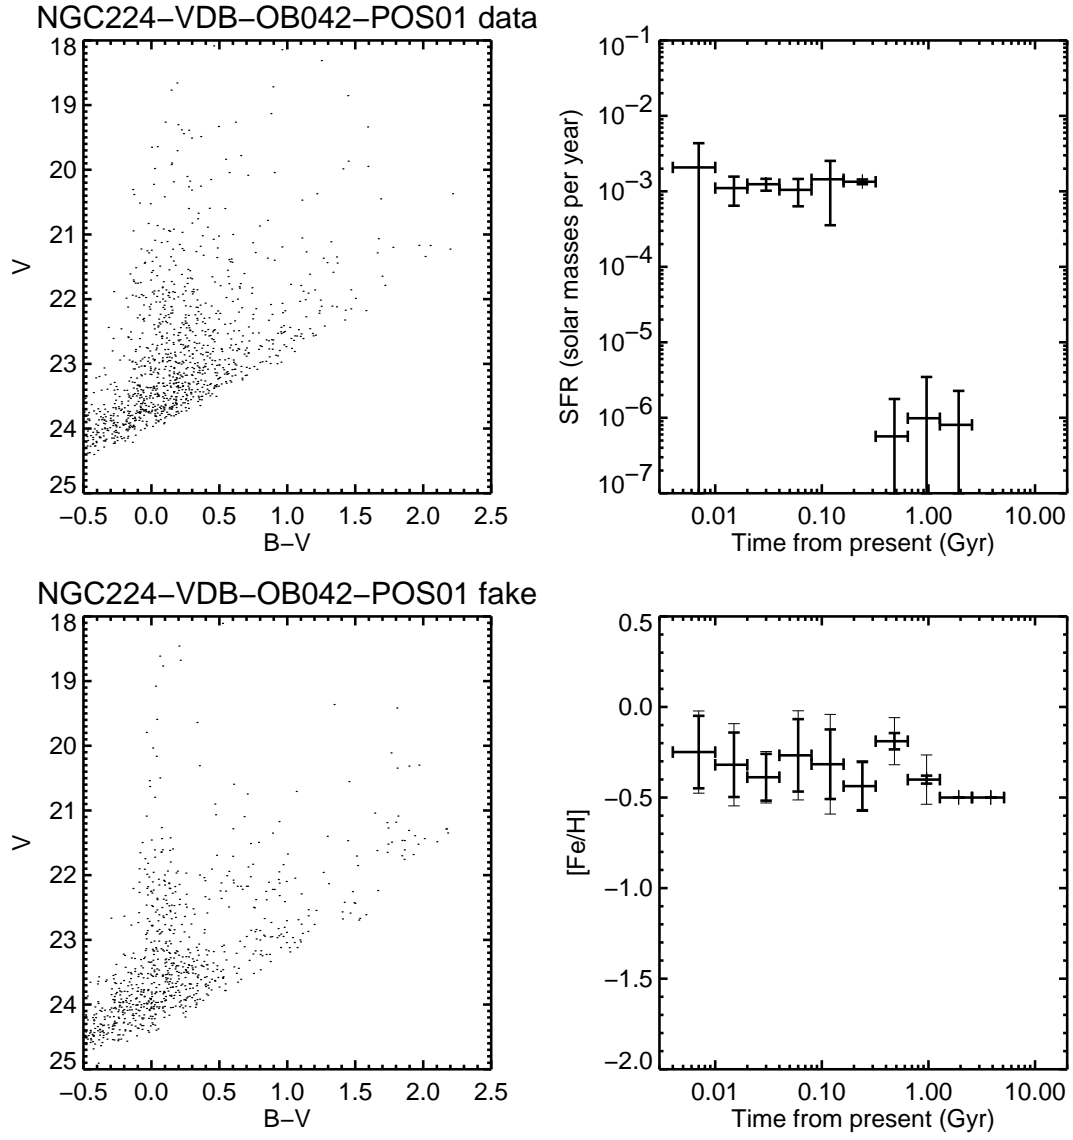 NGC224−VDB−OB042−POS01 data
18
19
20
21
22
23
24
25
V
−0.5 0.0 0.5 1.0 1.5 2.0 2.5
B−V
10−1
10−2
10−3
10−4
10−5
10−6
10−7
SFR (solar masses per year)
0.01 0.10 1.00 10.00
Time from present (Gyr)
NGC224−VDB−OB042−POS01 fake
18
19
20
21
22
23
24
25
V
−0.5 0.0 0.5 1.0 1.5 2.0 2.5
B−V
0.5
0.0
−0.5
−1.0
−1.5
−2.0
[Fe/H]
0.01 0.10 1.00 10.00
Time from present (Gyr)